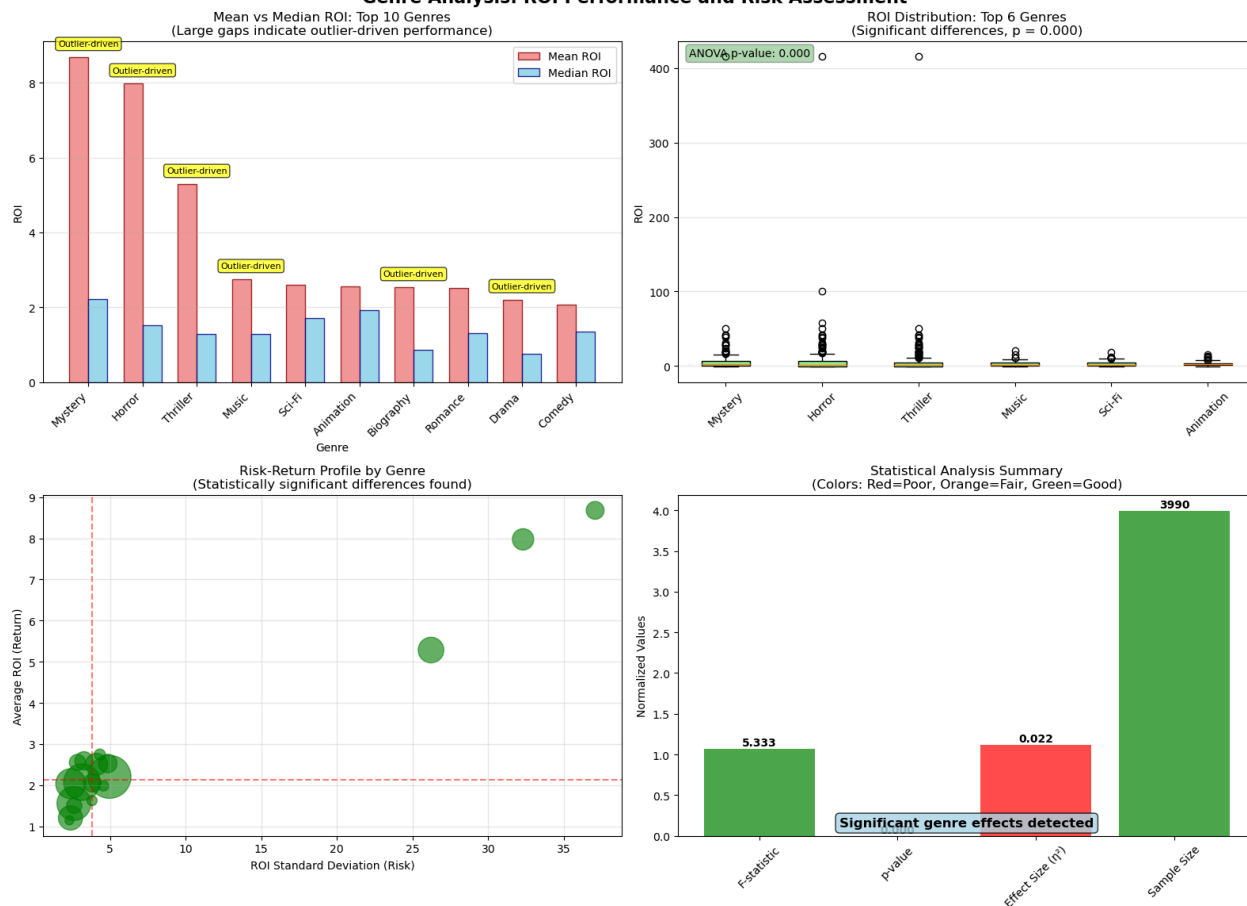 Genre Analysis: ROI Performance and Risk Assessment
Mean vs Median ROI: Top 10 Genres
(Large gaps indicate outlier-driven performance)
Outlier-driven
Outlier-driven
Outlier-driven
Outlier-driven
Outlier-driven
Outlier-driven
Mean ROI
Median ROI
ROI
8
6
4
2
0
Mystery
Horror
Thriller
Music
Sci-Fi
Animation
Biography
Romance
Drama
Comedy
Genre
ROI Distribution: Top 6 Genres
(Significant differences, p = 0.000)
ANOVA p-value: 0.000
ROI
400
300
200
100
0
Mystery
Horror
Thriller
Music
Sci-Fi
Animation
Risk-Return Profile by Genre
(Statistically significant differences found)
Average ROI (Return)
9
8
7
6
5
4
3
2
1
5
10
15
20
25
30
35
ROI Standard Deviation (Risk)
Statistical Analysis Summary
(Colors: Red=Poor, Orange=Fair, Green=Good)
Normalized Values
4.0
3.5
3.0
2.5
2.0
1.5
1.0
0.5
0.0
5.333
0.000
0.022
3990
Significant genre effects detected
F-statistic
p-value
Effect Size (η²)
Sample Size